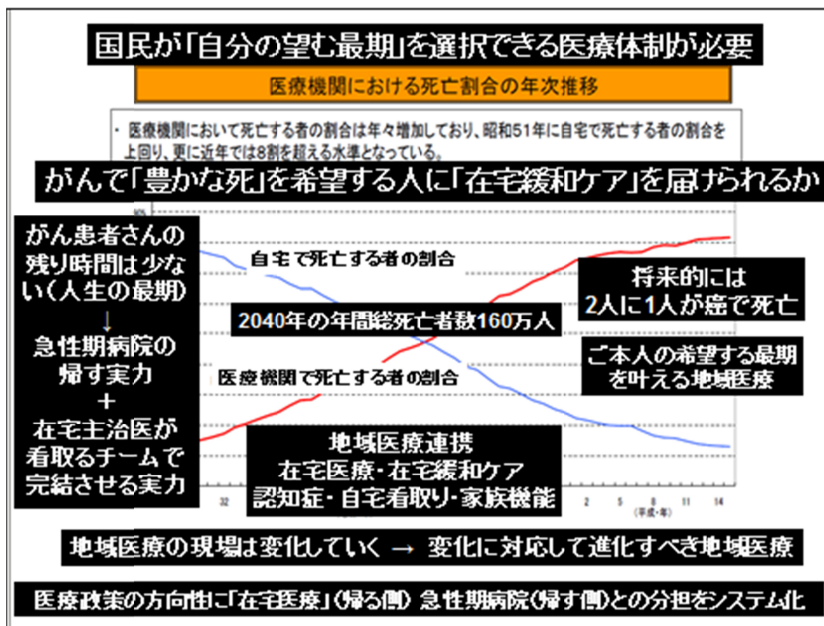 国民が「自分の望む最期」を選択できる医療体制が必要
医療機関における死亡割合の年次推移
・ 医療機関において死亡する者の割合は年々増加しており、昭和51年に自宅で死亡する者の割合を
上回り、更に近年では8割を超える水準となっている。
がんで「豊かな死」を希望する人に「在宅緩和ケア」を届けられるか
がん患者さんの
残り時間は少な
い(人生の最期)
↓
急性期病院の
帰す実力
+
在宅主治医が
看取るチームで
完結させる実力
自宅で死亡する者の割合
2040年の年間総死亡者数160万人
医療機関で死亡する者の割合
将来的には
2人に1人が癌で死亡
ご本人の希望する最期
を叶える地域医療
地域医療連携
在宅医療・在宅緩和ケア
認知症・自宅看取り・家族機能
32 2 5 8 11 14
(平成・年)
地域医療の現場は変化していく → 変化に対応して進化すべき地域医療
医療政策の方向性に「在宅医療」(帰る側) 急性期病院(帰す側)との分担をシステム化